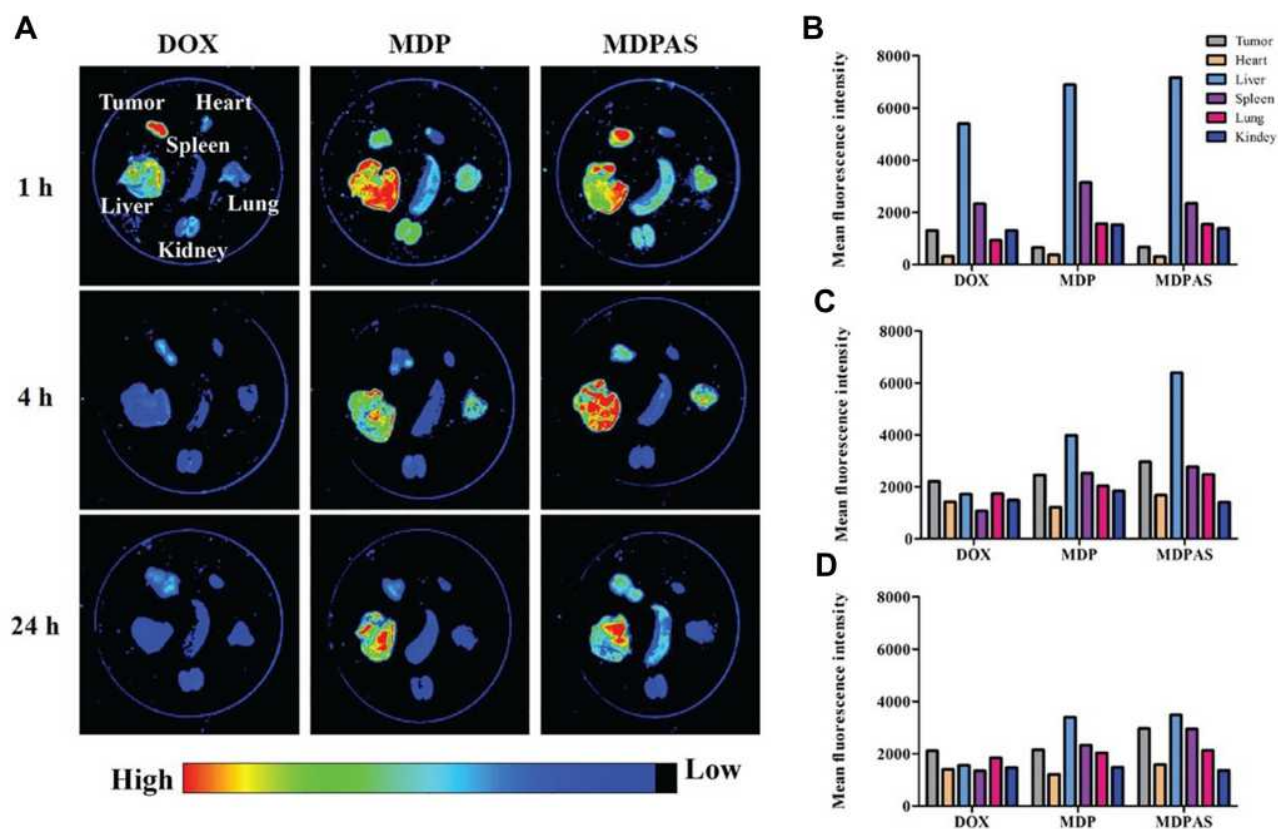 A
DOX
MDP
MDPAS
1 h
Tumor
Heart
Spleen
Liver
Lung
Kidney
4 h
24 h
High
Low
B
Mean fluorescence intensity
8000
6000
4000
2000
0
DOX
MDP
MDPAS
Tumor
Heart
Liver
Spleen
Lung
Kindey
C
Mean fluorescence intensity
8000
6000
4000
2000
0
DOX
MDP
MDPAS
D
Mean fluorescence intensity
8000
6000
4000
2000
0
DOX
MDP
MDPAS